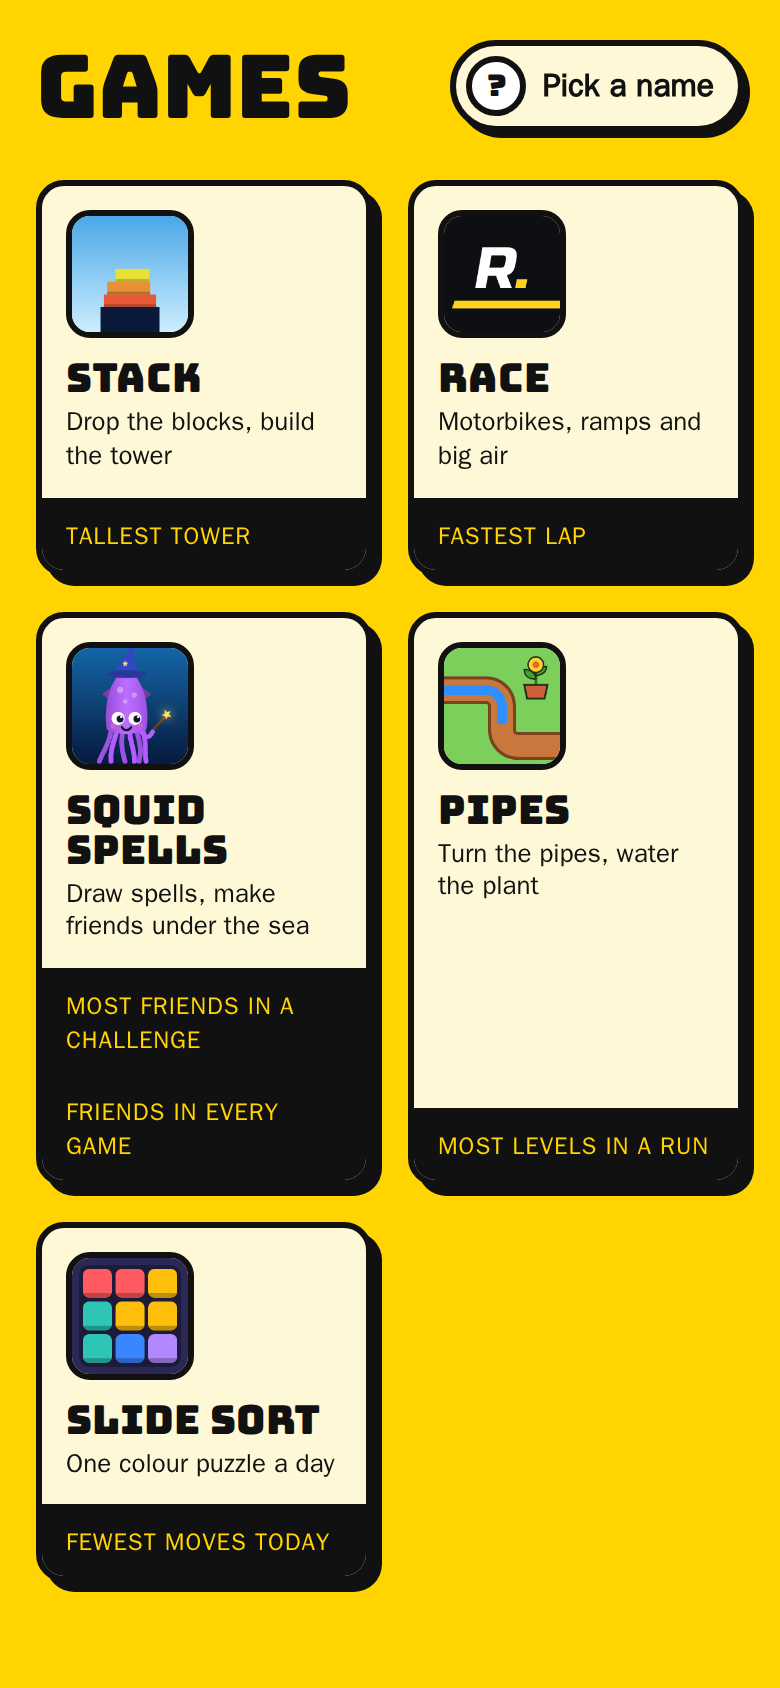 GAMES
? Pick a name
R.
STACK
Drop the blocks, build
the tower
TALLEST TOWER
RACE
Motorbikes, ramps and
big air
FASTEST LAP
SQUID
SPELLS
Draw spells, make
friends under the sea
MOST FRIENDS IN A
CHALLENGE
FRIENDS IN EVERY
GAME
PIPES
Turn the pipes, water
the plant
MOST LEVELS IN A RUN
SLIDE SORT
One colour puzzle a day
FEWEST MOVES TODAY